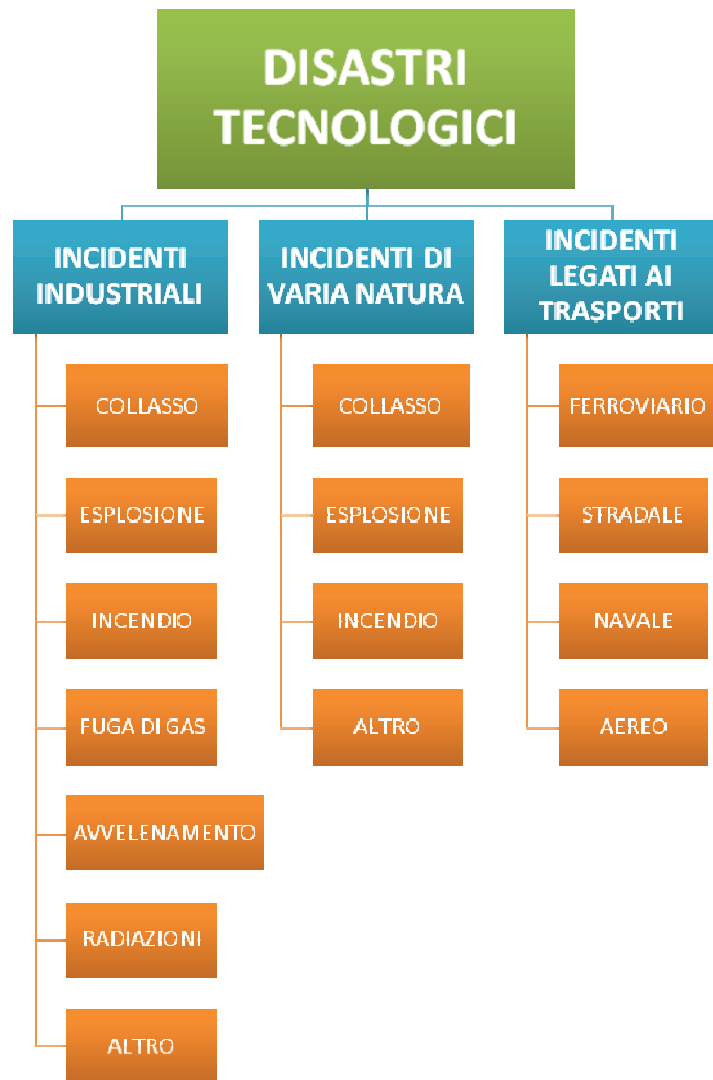 DISASTRI
TECNOLOGICI
INCIDENTI
INDUSTRIALI
COLLASSO
ESPLOSIONE
INCENDIO
FUGA DI GAS
AVVELENAMENTO
RADIAZIONI
ALTRO
INCIDENTI DI
VARIA NATURA
COLLASSO
ESPLOSIONE
INCENDIO
ALTRO
INCIDENTI
LEGATI AI
TRASPORTI
FERROVIARIO
STRADALE
NAVALE
AEREO